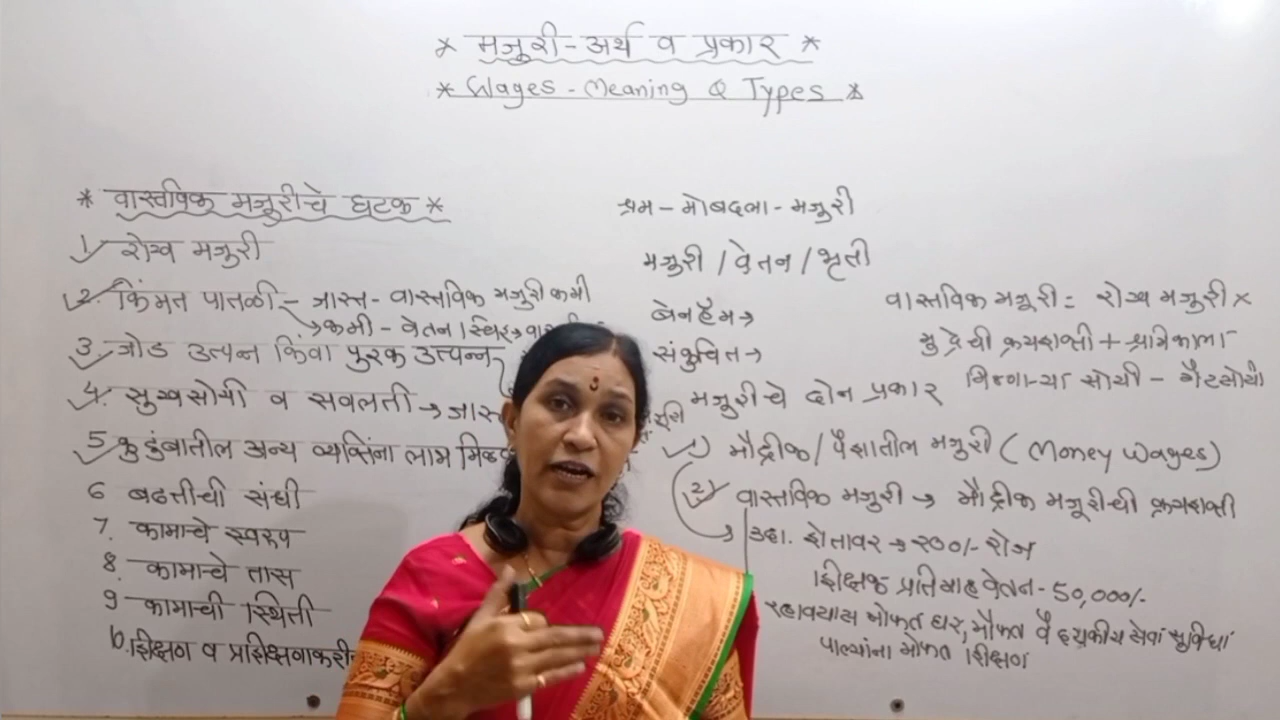 * मजुरी - अर्थ व प्रकार *
* Wages - Meaning & Types *
* वास्तविक मजूरीचे घटक *
1) रोख मजुरी
2. किंमत पातळी - जास्त - वास्तविक मजुरी कमी
→ कमी - वेतन स्थिर →
3. जोड उत्पन्न किंवा पुरक उत्पन्न
4. सुखसोयी व सवलती →
5. कुटुंबातील अन्य व्यक्तिंना लाभ
6 बढतीची संधी
7. कामाचे स्वरुप
8. कामाचे तास
9 कामाची स्थिती
10. शिक्षण व
श्रम - मोबदला - मजुरी
मजुरी / वेतन / भृती
बेनहॅम →
संकुचित →
मजुरीचे दोन प्रकार
1) मौद्रीक / पैशातील मजुरी (Money Wages)
2) वास्तविक मजुरी → मौद्रीक मजुरीची क्रयशक्ती
उदा. शेतावर → २००/- रोज
शिक्षक प्रतिमाह वेतन - 50,000/-
रहावयास मोफत घर, मोफत वैद्यकीय सेवा सुविधा
पाल्यांना मोफत शिक्षण
वास्तविक मजूरी = रोख मजुरी ×
मुद्रेची क्रयशक्ती + श्रमिकाला
मिळणाऱ्या सोयी - गैरसोयी